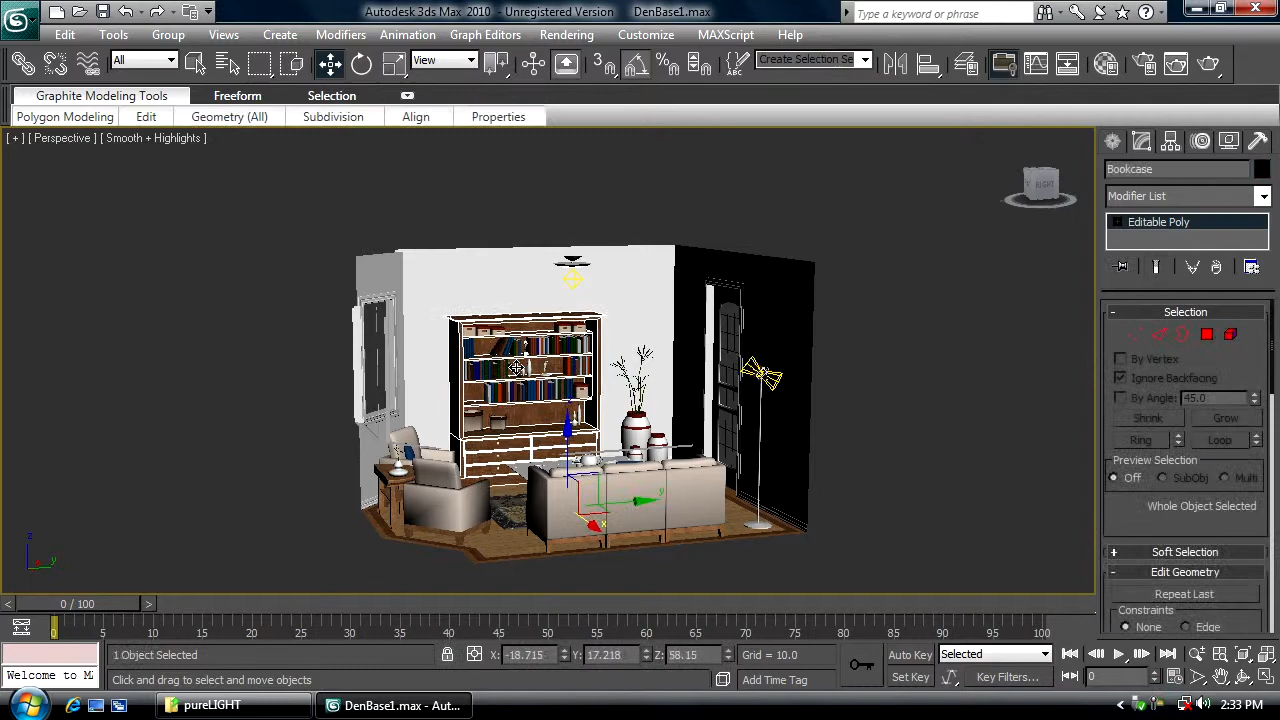 Autodesk 3ds Max 2010 - Unregistered Version DenBase1.max
Type a keyword or phrase
Edit Tools Group Views Create Modifiers Animation Graph Editors Rendering Customize MAXScript Help
All
View
3
Create Selection Se
Graphite Modeling Tools Freeform Selection
Polygon Modeling Edit Geometry (All) Subdivision Align Properties
[ + ] [ Perspective ] [ Smooth + Highlights ]
RIGHT
Bookcase
Modifier List
Editable Poly
- Selection
By Vertex
Ignore Backfacing
By Angle: 45.0
Shrink Grow
Ring Loop
Preview Selection
Off SubObj Multi
Whole Object Selected
+ Soft Selection
- Edit Geometry
Repeat Last
Constraints
None Edge
z
y
x
z
y
x
< 0 / 100 >
0 5 10 15 20 25 30 35 40 45 50 55 60 65 70 75 80 85 90 95 100
1 Object Selected X: -18.715 Y: 17.218 Z: 58.15 Grid = 10.0 Auto Key Selected
Welcome to M
Click and drag to select and move objects Add Time Tag Set Key Key Filters... 0
pureLIGHT DenBase1.max - Aut... 2:33 PM